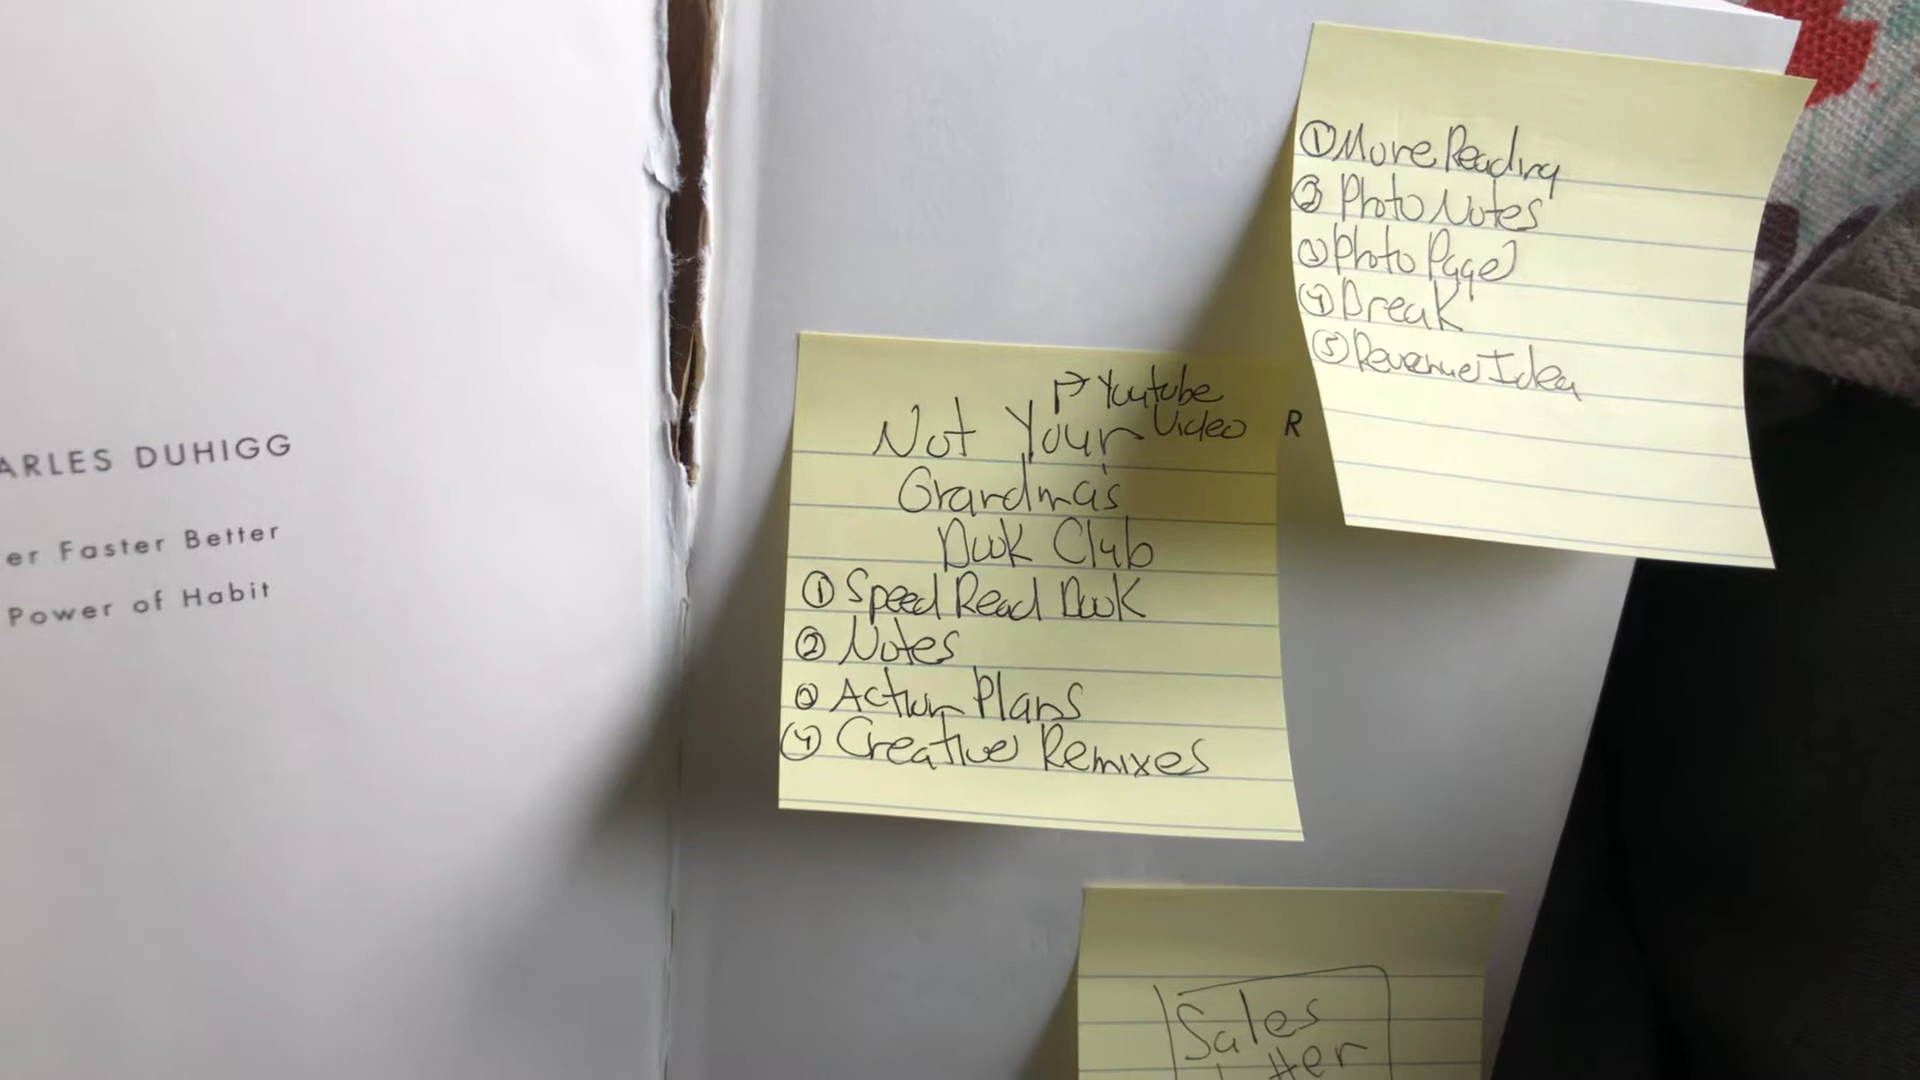 ARLES DUHIGG
er Faster Better
Power of Habit
① More Reading
② Photo Notes
③ Photo Page
④ Break
⑤ Revenue Idea
→ Youtube
Video
Not Your
Grandma's
Book Club
① Speed Read Book
② Notes
③ Action Plans
④ Creative Remixes
R
Sales